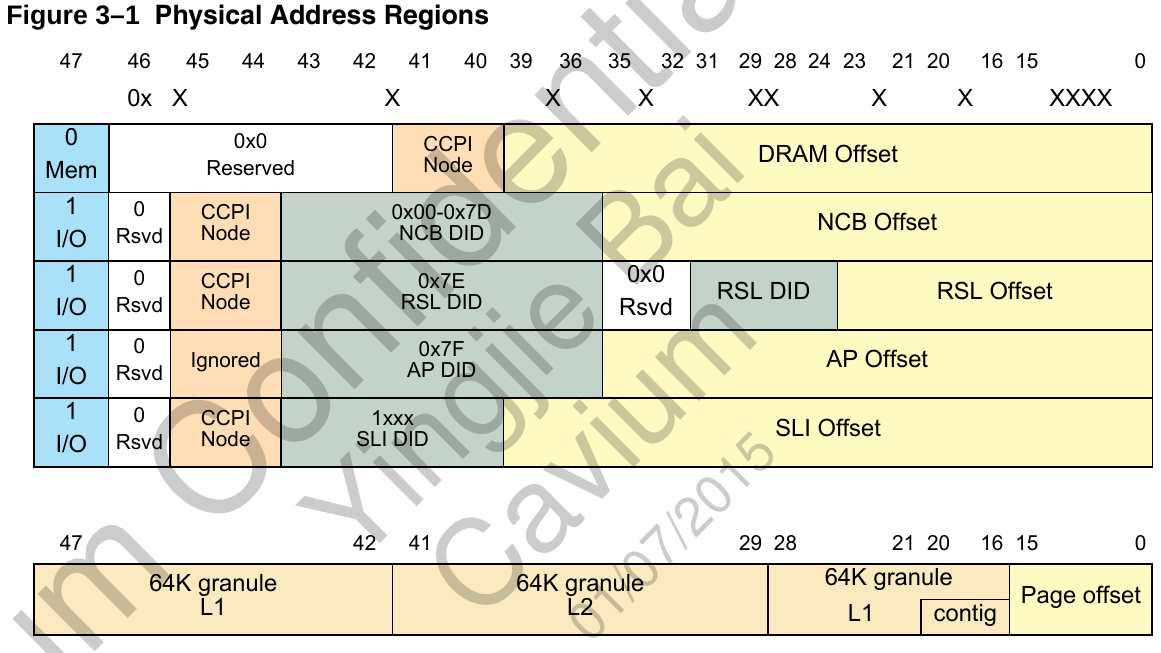 Figure 3–1 Physical Address Regions
47 46 45 44 43 42 41 40 39 36 35 32 31 29 28 24 23 21 20 16 15 0
0x X X X X XX X X XXXX
0
Mem
0x0
Reserved
CCPI
Node
DRAM Offset
1
I/O
0
Rsvd
CCPI
Node
0x00-0x7D
NCB DID
NCB Offset
1
I/O
0
Rsvd
CCPI
Node
0x7E
RSL DID
0x0
Rsvd
RSL DID
RSL Offset
1
I/O
0
Rsvd
Ignored
0x7F
AP DID
AP Offset
1
I/O
0
Rsvd
CCPI
Node
1xxx
SLI DID
SLI Offset
47 42 41 29 28 21 20 16 15 0
64K granule
L1
64K granule
L2
64K granule
L1
contig
Page offset
Yingjie Bai
Cavium
01/07/2015